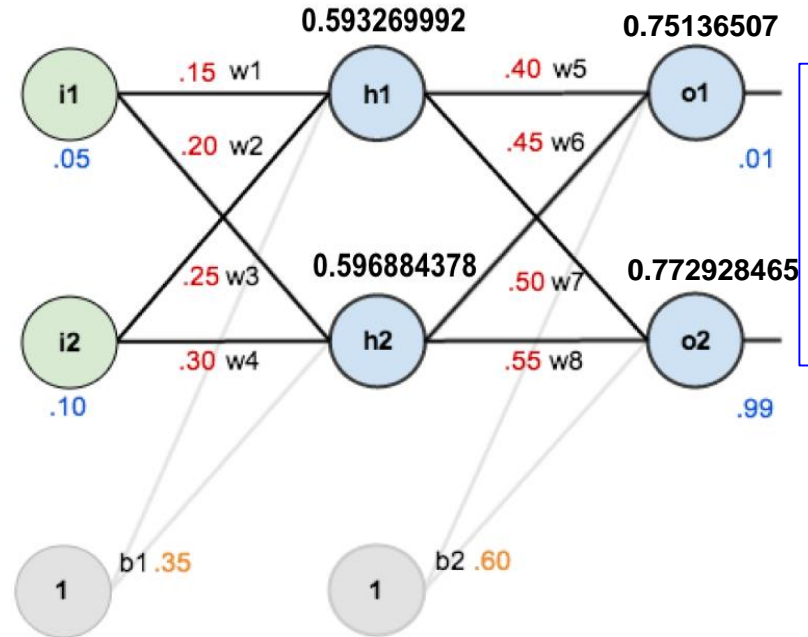 0.593269992
0.75136507
i1
.15 w1
h1
.40 w5
o1
.05
.20 w2
.45 w6
.01
.25 w3
0.596884378
.50 w7
0.772928465
i2
.30 w4
h2
.55 w8
o2
.10
.99
1
b1 .35
1
b2 .60